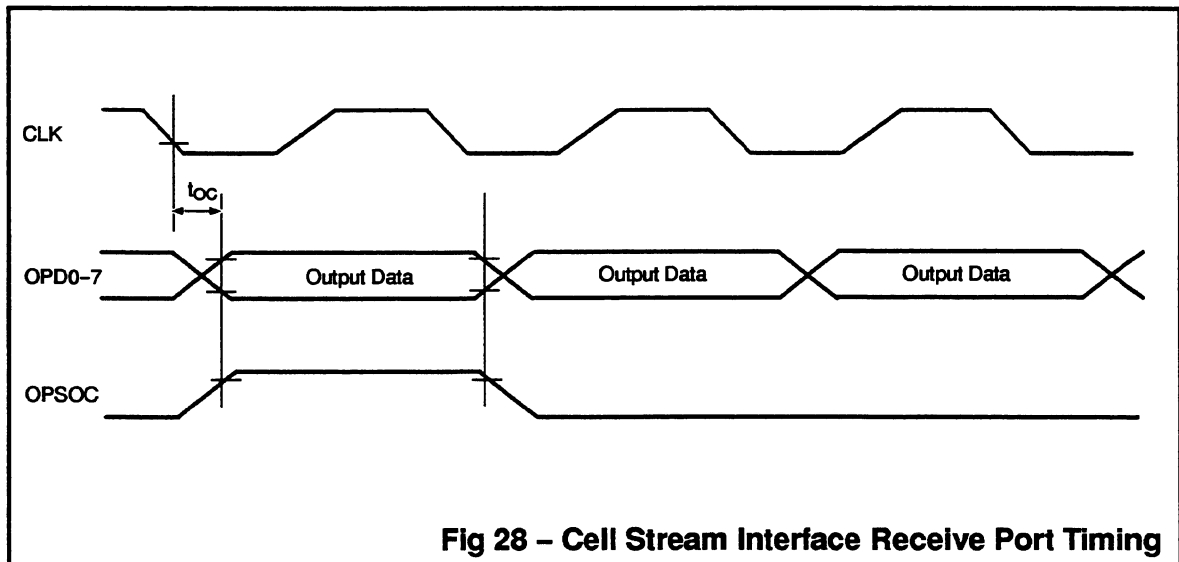 CLK
tOC
OPD0-7
Output Data Output Data Output Data
OPSOC
Fig 28 – Cell Stream Interface Receive Port Timing